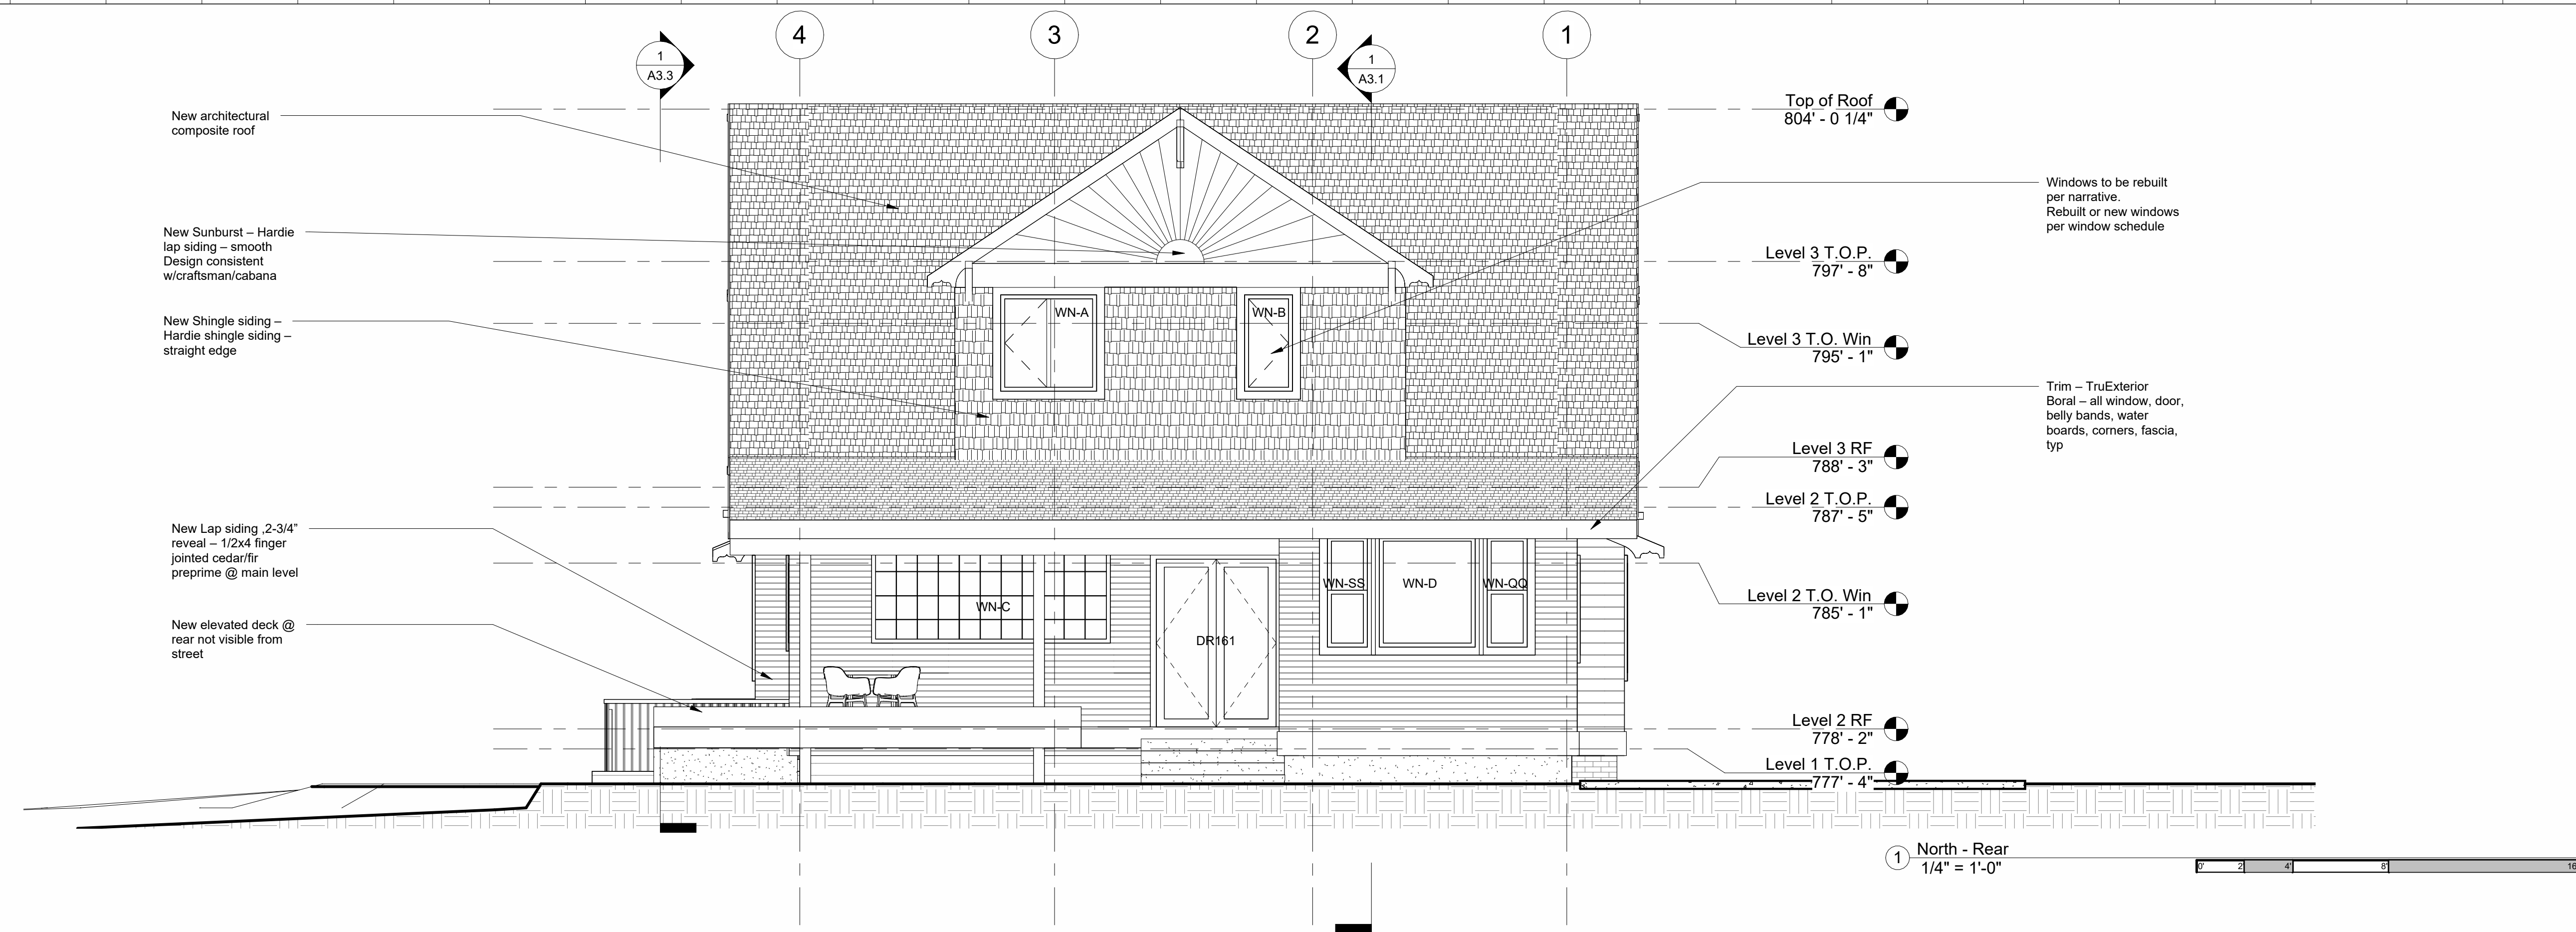 4
3
2
1
1
A3.3
1
A3.1
New architectural
composite roof
New Sunburst – Hardie
lap siding – smooth
Design consistent
w/craftsman/cabana
New Shingle siding –
Hardie shingle siding –
straight edge
New Lap siding ,2-3/4”
reveal – 1/2x4 finger
jointed cedar/fir
preprime @ main level
New elevated deck @
rear not visible from
street
WN-A
WN-B
WN-C
DR161
WN-SS
WN-D
WN-QQ
Top of Roof
804' - 0 1/4"
Level 3 T.O.P.
797' - 8"
Level 3 T.O. Win
795' - 1"
Level 3 RF
788' - 3"
Level 2 T.O.P.
787' - 5"
Level 2 T.O. Win
785' - 1"
Level 2 RF
778' - 2"
Level 1 T.O.P.
777' - 4"
Windows to be rebuilt
per narrative.
Rebuilt or new windows
per window schedule
Trim – TruExterior
Boral – all window, door,
belly bands, water
boards, corners, fascia,
typ
1
North - Rear
1/4" = 1'-0"
0' 2' 4' 8' 16